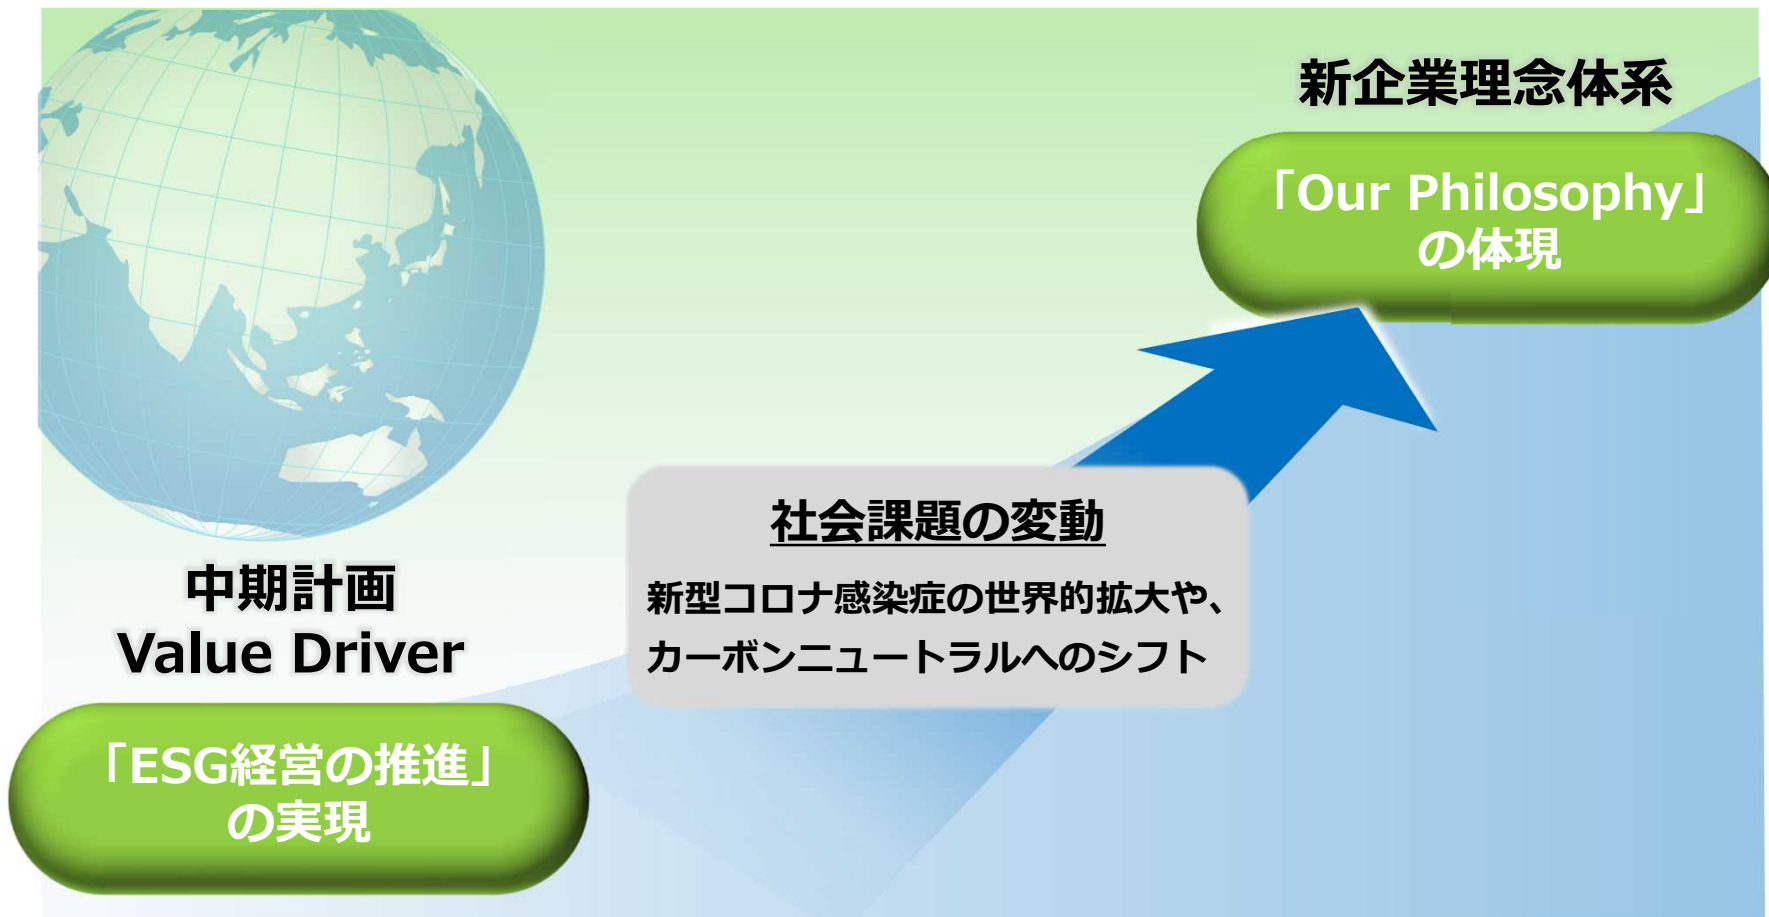 新企業理念体系
「Our Philosophy」
の体現
社会課題の変動
新型コロナ感染症の世界的拡大や、
カーボンニュートラルへのシフト
中期計画
Value Driver
「ESG経営の推進」
の実現